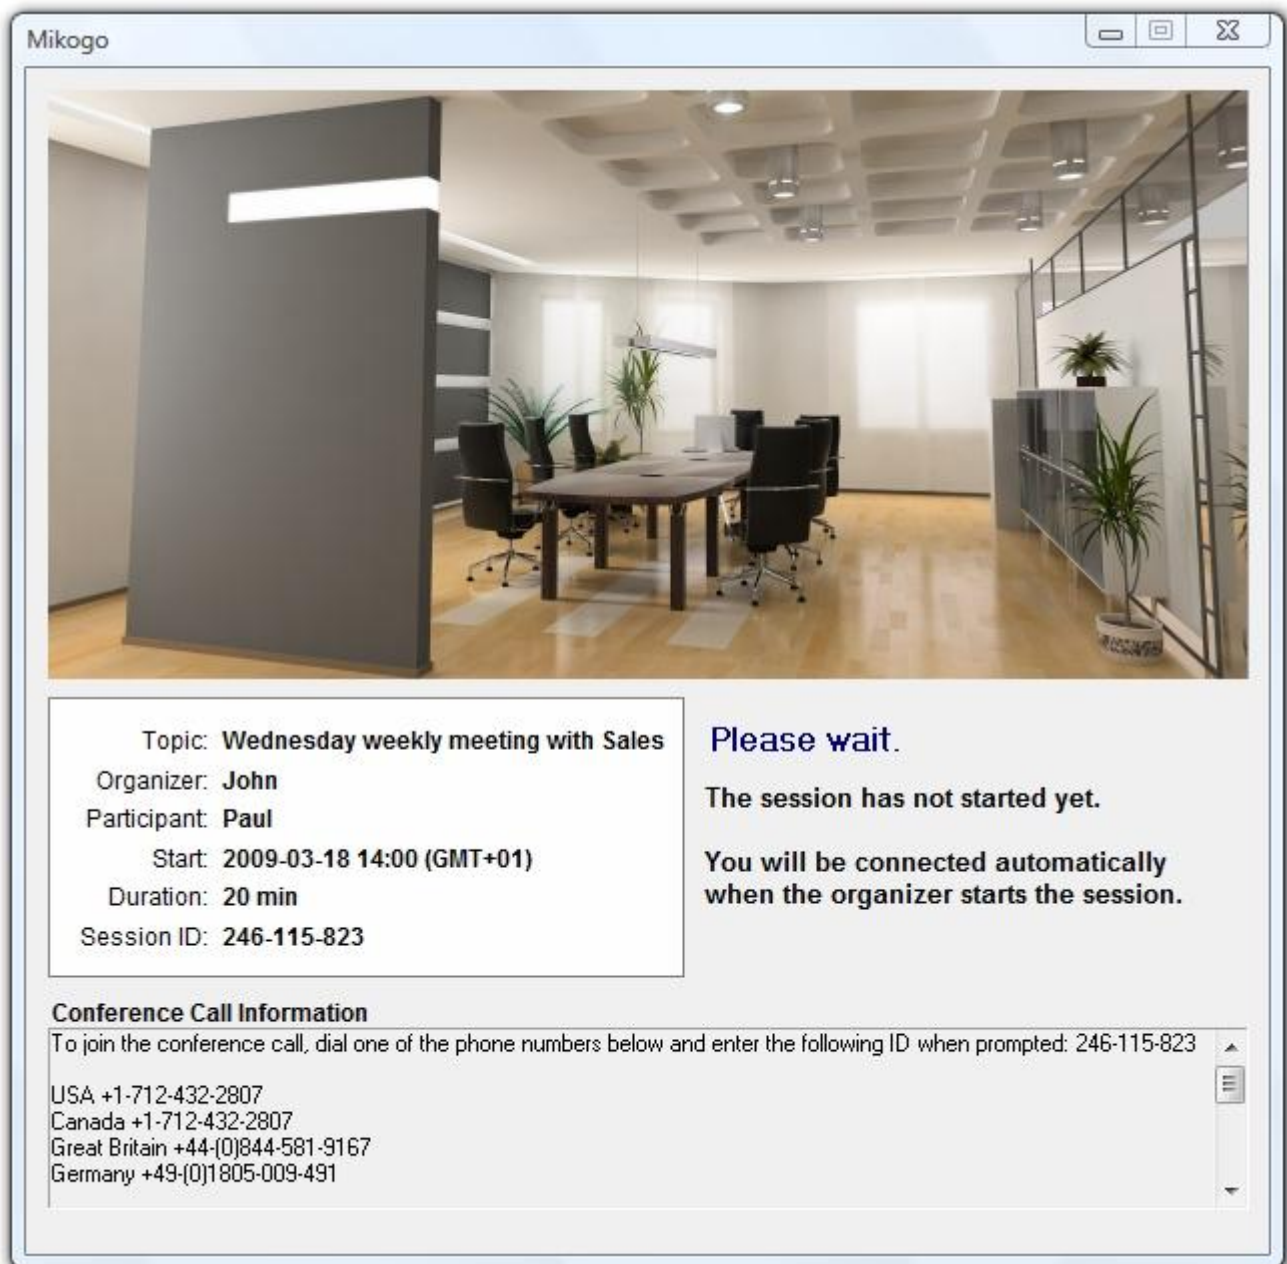 Mikogo
Topic: Wednesday weekly meeting with Sales
Organizer: John
Participant: Paul
Start: 2009-03-18 14:00 (GMT+01)
Duration: 20 min
Session ID: 246-115-823
Please wait.
The session has not started yet.
You will be connected automatically
when the organizer starts the session.
Conference Call Information
To join the conference call, dial one of the phone numbers below and enter the following ID when prompted: 246-115-823
USA +1-712-432-2807
Canada +1-712-432-2807
Great Britain +44-(0)844-581-9167
Germany +49-(0)1805-009-491